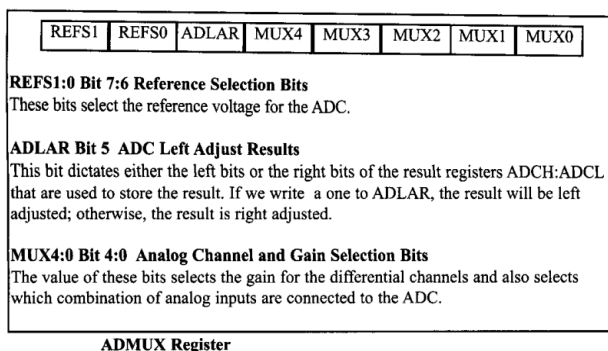 REFS1 REFS0 ADLAR MUX4 MUX3 MUX2 MUX1 MUX0
REFS1:0 Bit 7:6 Reference Selection Bits
These bits select the reference voltage for the ADC.
ADLAR Bit 5 ADC Left Adjust Results
This bit dictates either the left bits or the right bits of the result registers ADCH:ADCL
that are used to store the result. If we write a one to ADLAR, the result will be left
adjusted; otherwise, the result is right adjusted.
MUX4:0 Bit 4:0 Analog Channel and Gain Selection Bits
The value of these bits selects the gain for the differential channels and also selects
which combination of analog inputs are connected to the ADC.
ADMUX Register